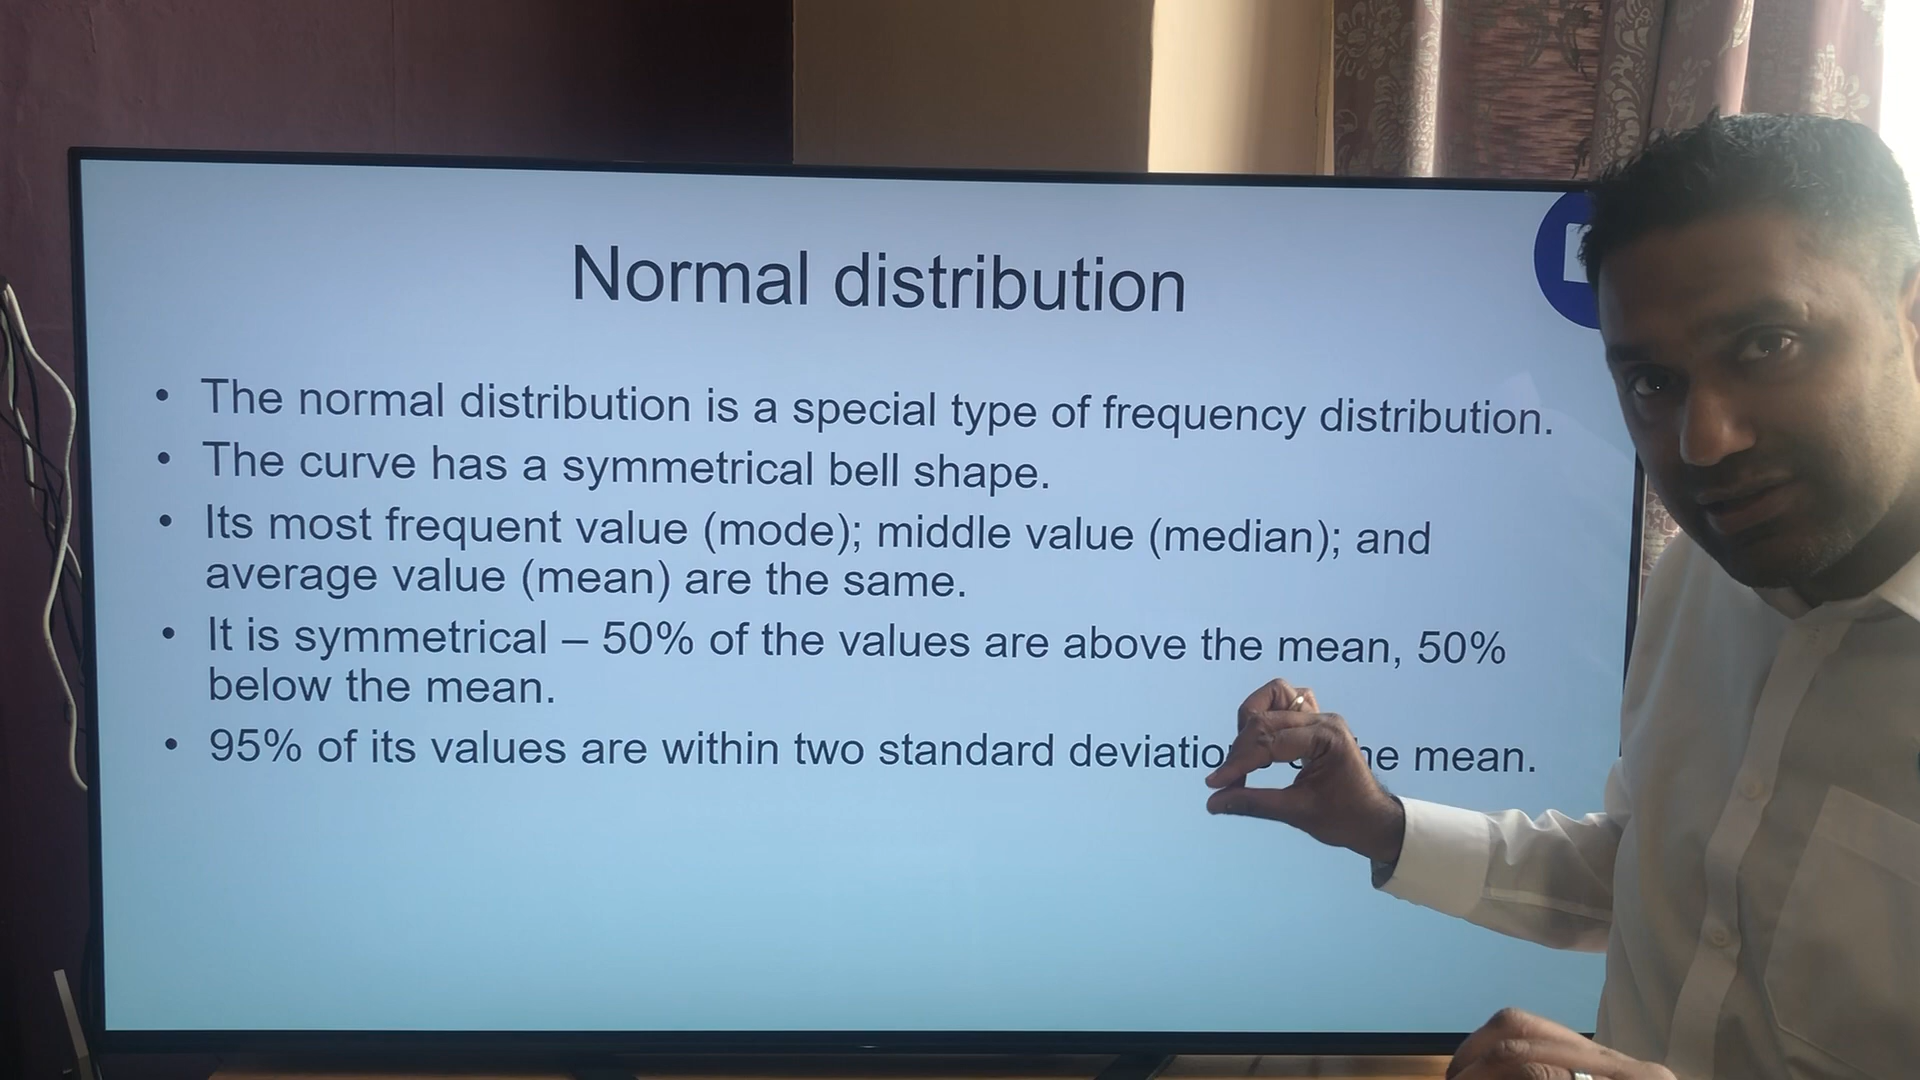 Normal distribution
• The normal distribution is a special type of frequency distribution.
• The curve has a symmetrical bell shape.
• Its most frequent value (mode); middle value (median); and
average value (mean) are the same.
• It is symmetrical – 50% of the values are above the mean, 50%
below the mean.
• 95% of its values are within two standard mean.